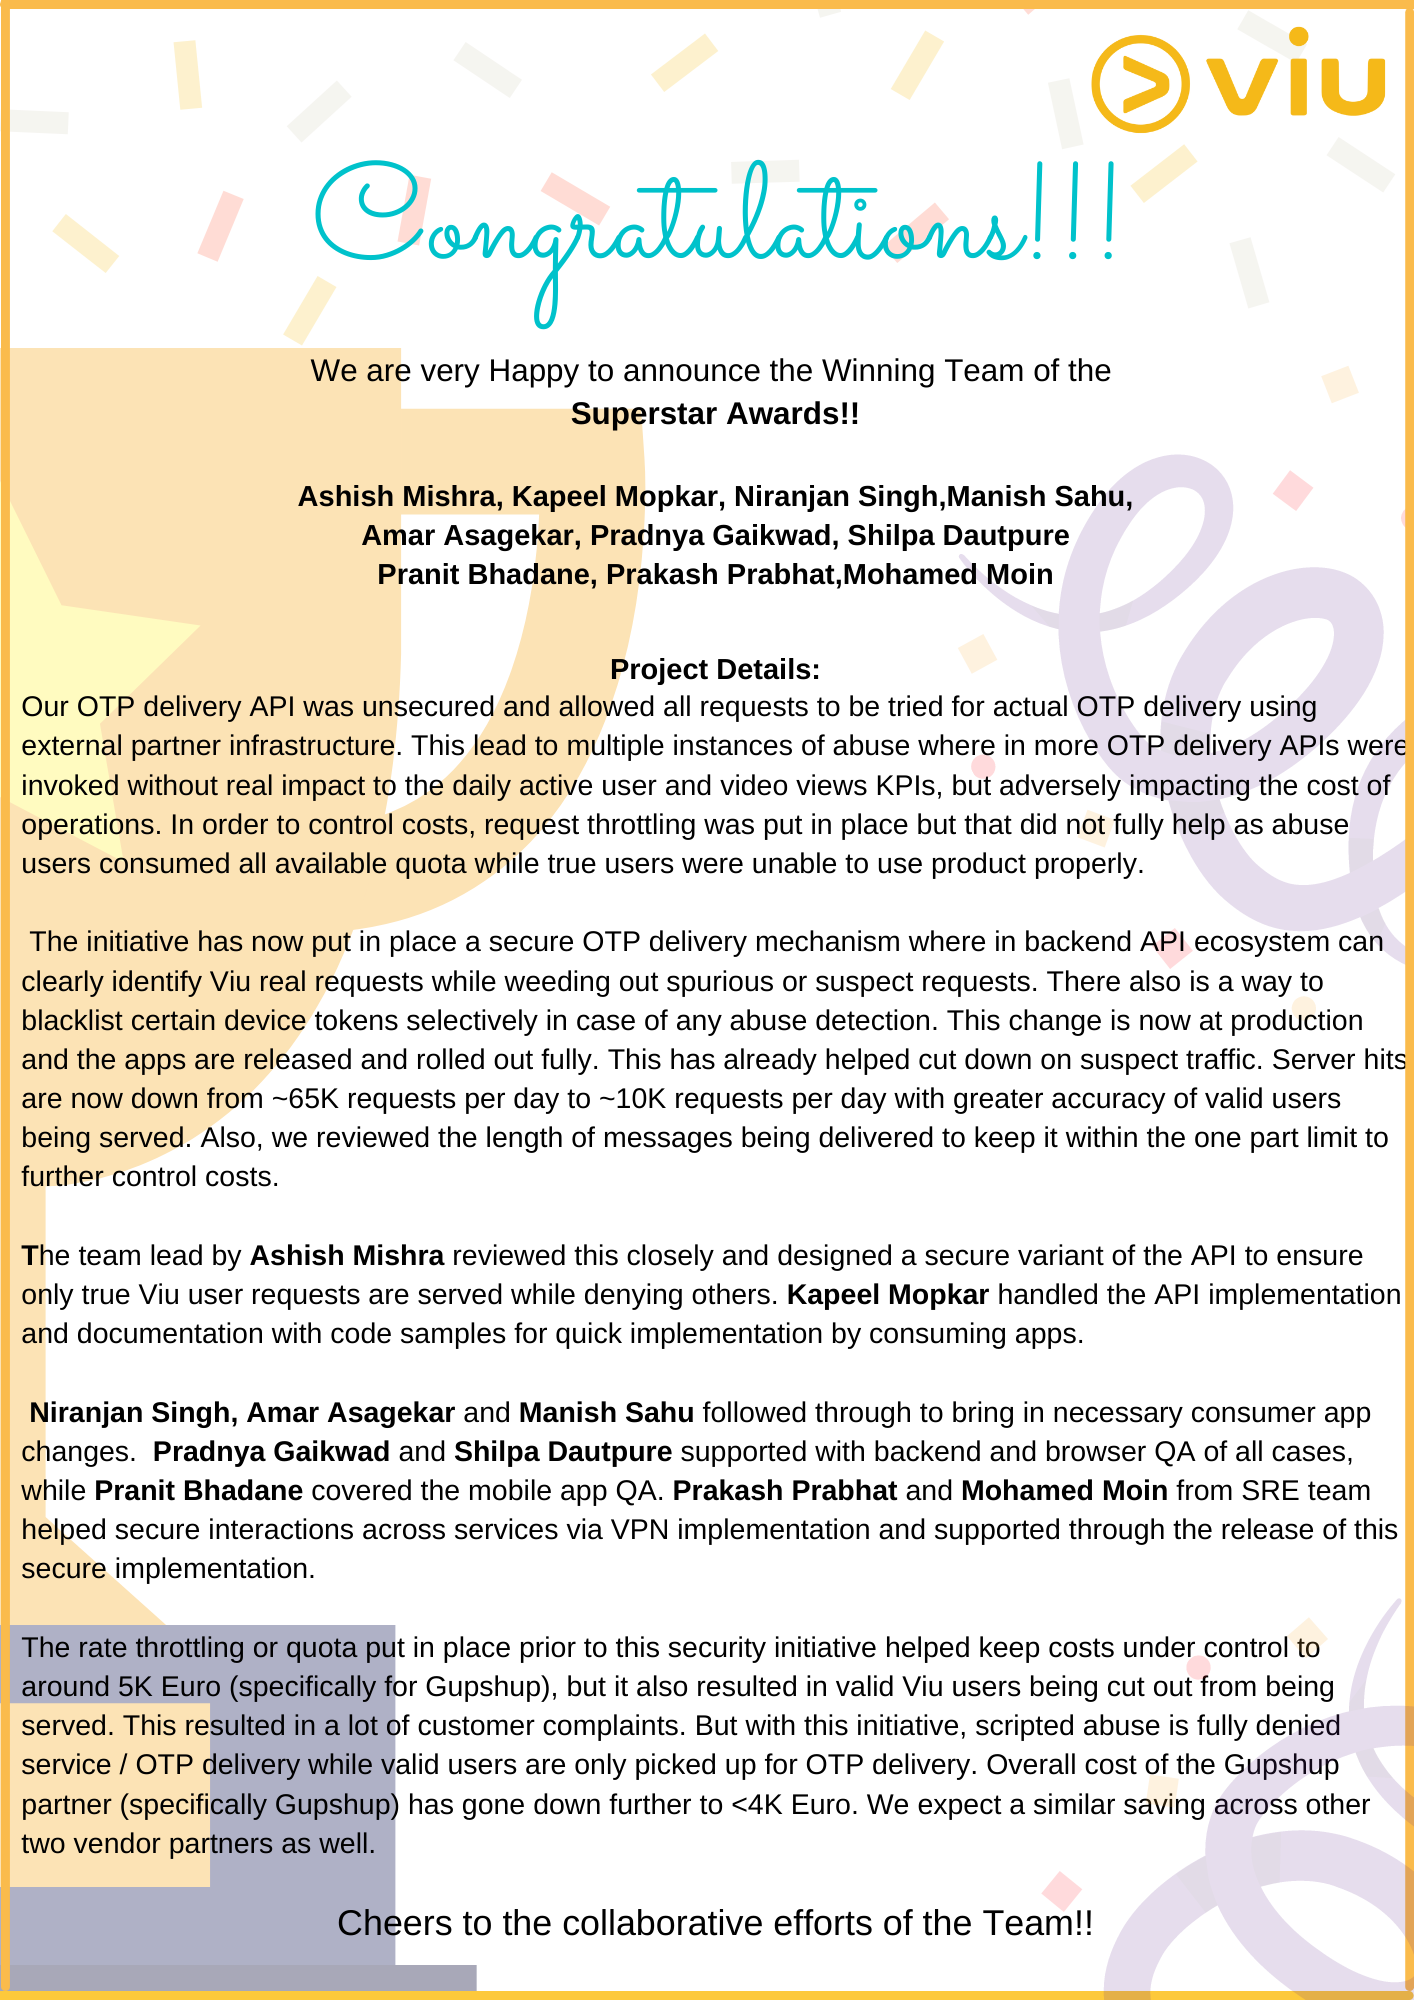 viu
Congratulations!!!
We are very Happy to announce the Winning Team of the
Superstar Awards!!
Ashish Mishra, Kapeel Mopkar, Niranjan Singh,Manish Sahu,
Amar Asagekar, Pradnya Gaikwad, Shilpa Dautpure
Pranit Bhadane, Prakash Prabhat,Mohamed Moin
Project Details:
Our OTP delivery API was unsecured and allowed all requests to be tried for actual OTP delivery using
external partner infrastructure. This lead to multiple instances of abuse where in more OTP delivery APIs were
invoked without real impact to the daily active user and video views KPIs, but adversely impacting the cost of
operations. In order to control costs, request throttling was put in place but that did not fully help as abuse
users consumed all available quota while true users were unable to use product properly.
The initiative has now put in place a secure OTP delivery mechanism where in backend API ecosystem can
clearly identify Viu real requests while weeding out spurious or suspect requests. There also is a way to
blacklist certain device tokens selectively in case of any abuse detection. This change is now at production
and the apps are released and rolled out fully. This has already helped cut down on suspect traffic. Server hits
are now down from ~65K requests per day to ~10K requests per day with greater accuracy of valid users
being served. Also, we reviewed the length of messages being delivered to keep it within the one part limit to
further control costs.
The team lead by Ashish Mishra reviewed this closely and designed a secure variant of the API to ensure
only true Viu user requests are served while denying others. Kapeel Mopkar handled the API implementation
and documentation with code samples for quick implementation by consuming apps.
Niranjan Singh, Amar Asagekar and Manish Sahu followed through to bring in necessary consumer app
changes.  Pradnya Gaikwad and Shilpa Dautpure supported with backend and browser QA of all cases,
while Pranit Bhadane covered the mobile app QA. Prakash Prabhat and Mohamed Moin from SRE team
helped secure interactions across services via VPN implementation and supported through the release of this
secure implementation.
The rate throttling or quota put in place prior to this security initiative helped keep costs under control to
around 5K Euro (specifically for Gupshup), but it also resulted in valid Viu users being cut out from being
served. This resulted in a lot of customer complaints. But with this initiative, scripted abuse is fully denied
service / OTP delivery while valid users are only picked up for OTP delivery. Overall cost of the Gupshup
partner (specifically Gupshup) has gone down further to <4K Euro. We expect a similar saving across other
two vendor partners as well.
Cheers to the collaborative efforts of the Team!!